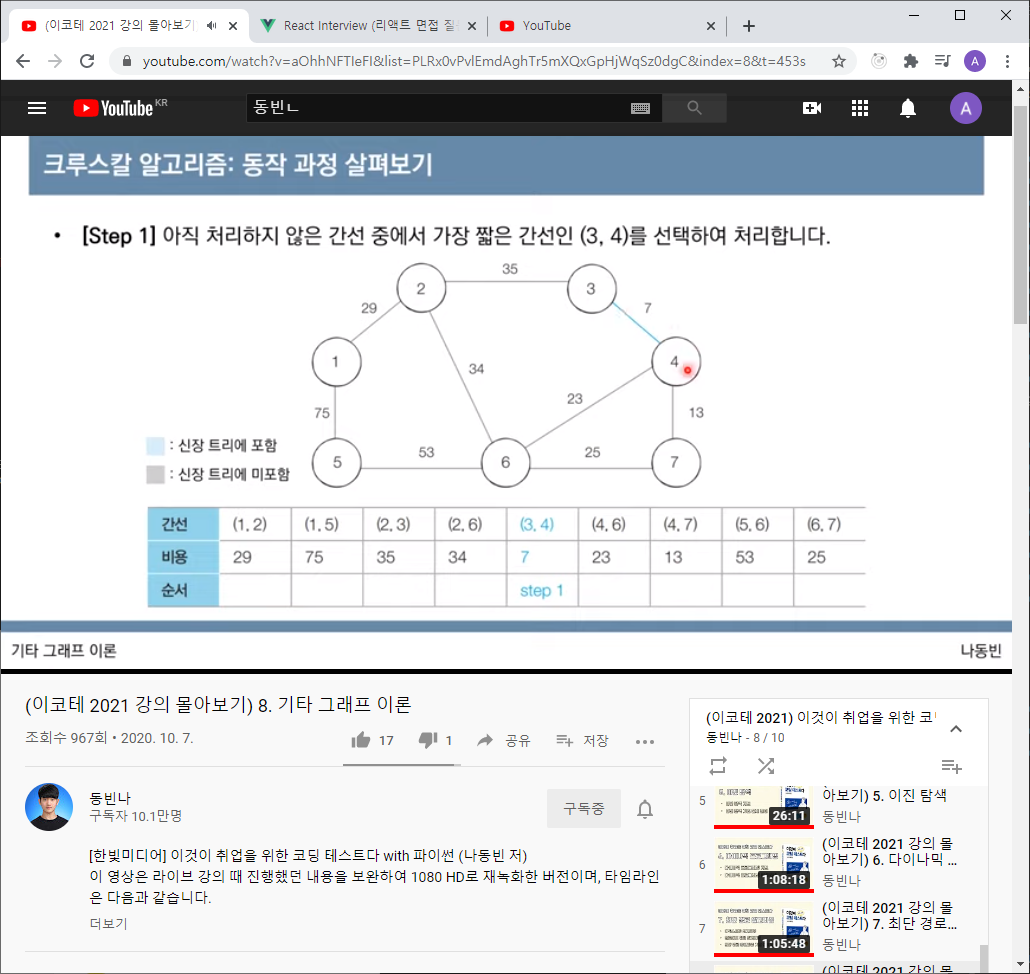 (이코테 2021 강의 몰아보기
React Interview (리액트 면접 질
YouTube
youtube.com/watch?v=aOhhNFTIeFI&list=PLRx0vPvlEmdAghTr5mXQxGpHjWqSz0dgC&index=8&t=453s
A
YouTube KR
동빈ㄴ
A
크루스칼 알고리즘: 동작 과정 살펴보기
• [Step 1] 아직 처리하지 않은 간선 중에서 가장 짧은 간선인 (3, 4)를 선택하여 처리합니다.
35
2
3
29
7
1
34
4
23
75
13
53
25
5
6
7
: 신장 트리에 포함
: 신장 트리에 미포함
간선 (1, 2) (1, 5) (2, 3) (2, 6) (3, 4) (4, 6) (4, 7) (5, 6) (6, 7)
비용 29 75 35 34 7 23 13 53 25
순서 step 1
기타 그래프 이론
나동빈
(이코테 2021 강의 몰아보기) 8. 기타 그래프 이론
조회수 967회 • 2020. 10. 7.
17
1
공유
저장
동빈나
구독자 10.1만명
구독중
[한빛미디어] 이것이 취업을 위한 코딩 테스트다 with 파이썬 (나동빈 저)
이 영상은 라이브 강의 때 진행했던 내용을 보완하여 1080 HD로 재녹화한 버전이며, 타임라인
은 다음과 같습니다.
더보기
(이코테 2021) 이것이 취업을 위한 코
동빈나 - 8 / 10
5
26:11
아보기) 5. 이진 탐색
동빈나
6
1:08:18
(이코테 2021 강의 몰
아보기) 6. 다이나믹 ...
동빈나
7
1:05:48
(이코테 2021 강의 몰
아보기) 7. 최단 경로...
동빈나
(이코테 2021 강의 몰